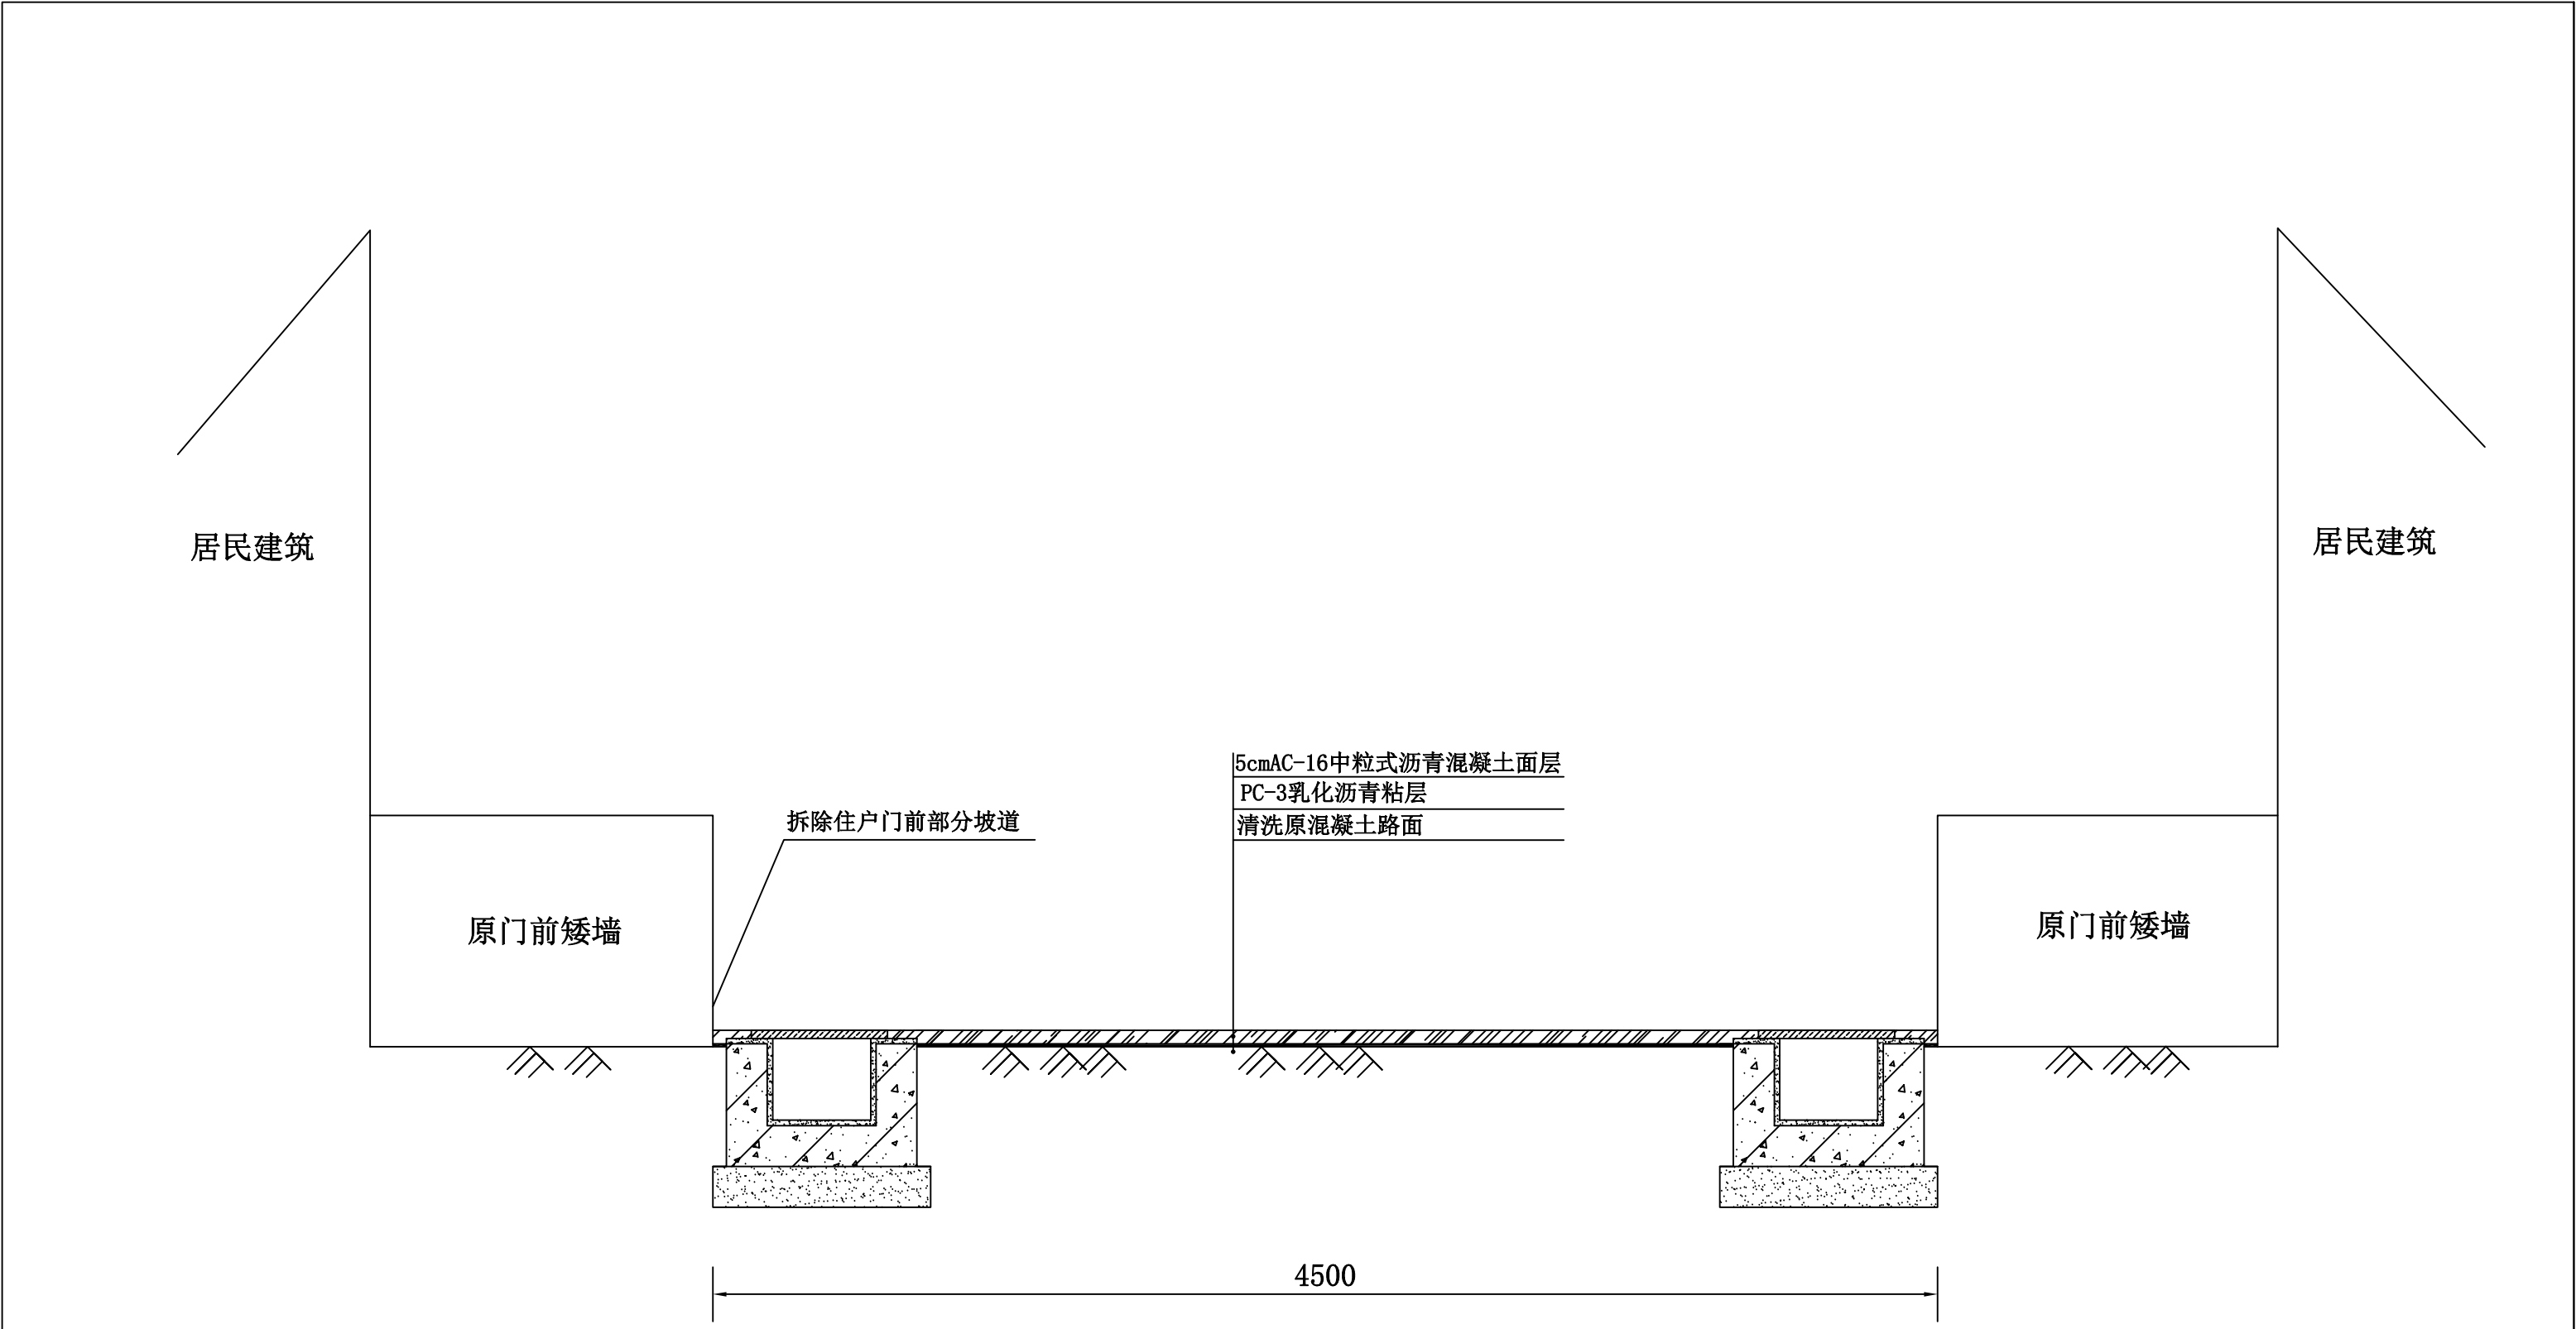 居民建筑
居民建筑
5cmAC-16中粒式沥青混凝土面层
PC-3乳化沥青粘层
清洗原混凝土路面
拆除住户门前部分坡道
原门前矮墙
原门前矮墙
4500